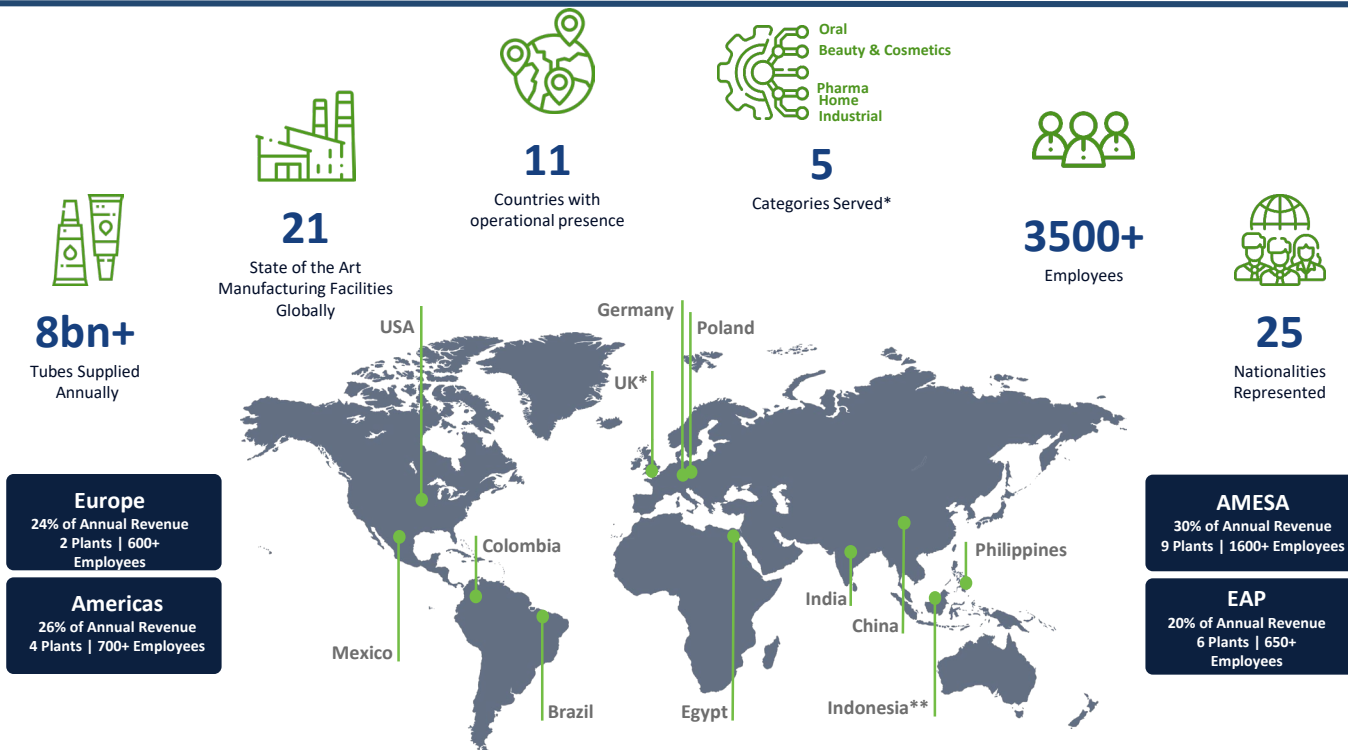 Oral
Beauty & Cosmetics
Pharma
Home
Industrial
8bn+
Tubes Supplied
Annually
21
State of the Art
Manufacturing Facilities
Globally
11
Countries with
operational presence
5
Categories Served*
3500+
Employees
25
Nationalities
Represented
USA
Germany
Poland
UK*
Colombia
Mexico
Brazil
Egypt
India
China
Philippines
Indonesia**
Europe
24% of Annual Revenue
2 Plants | 600+
Employees
Americas
26% of Annual Revenue
4 Plants | 700+ Employees
AMESA
30% of Annual Revenue
9 Plants | 1600+ Employees
EAP
20% of Annual Revenue
6 Plants | 650+
Employees